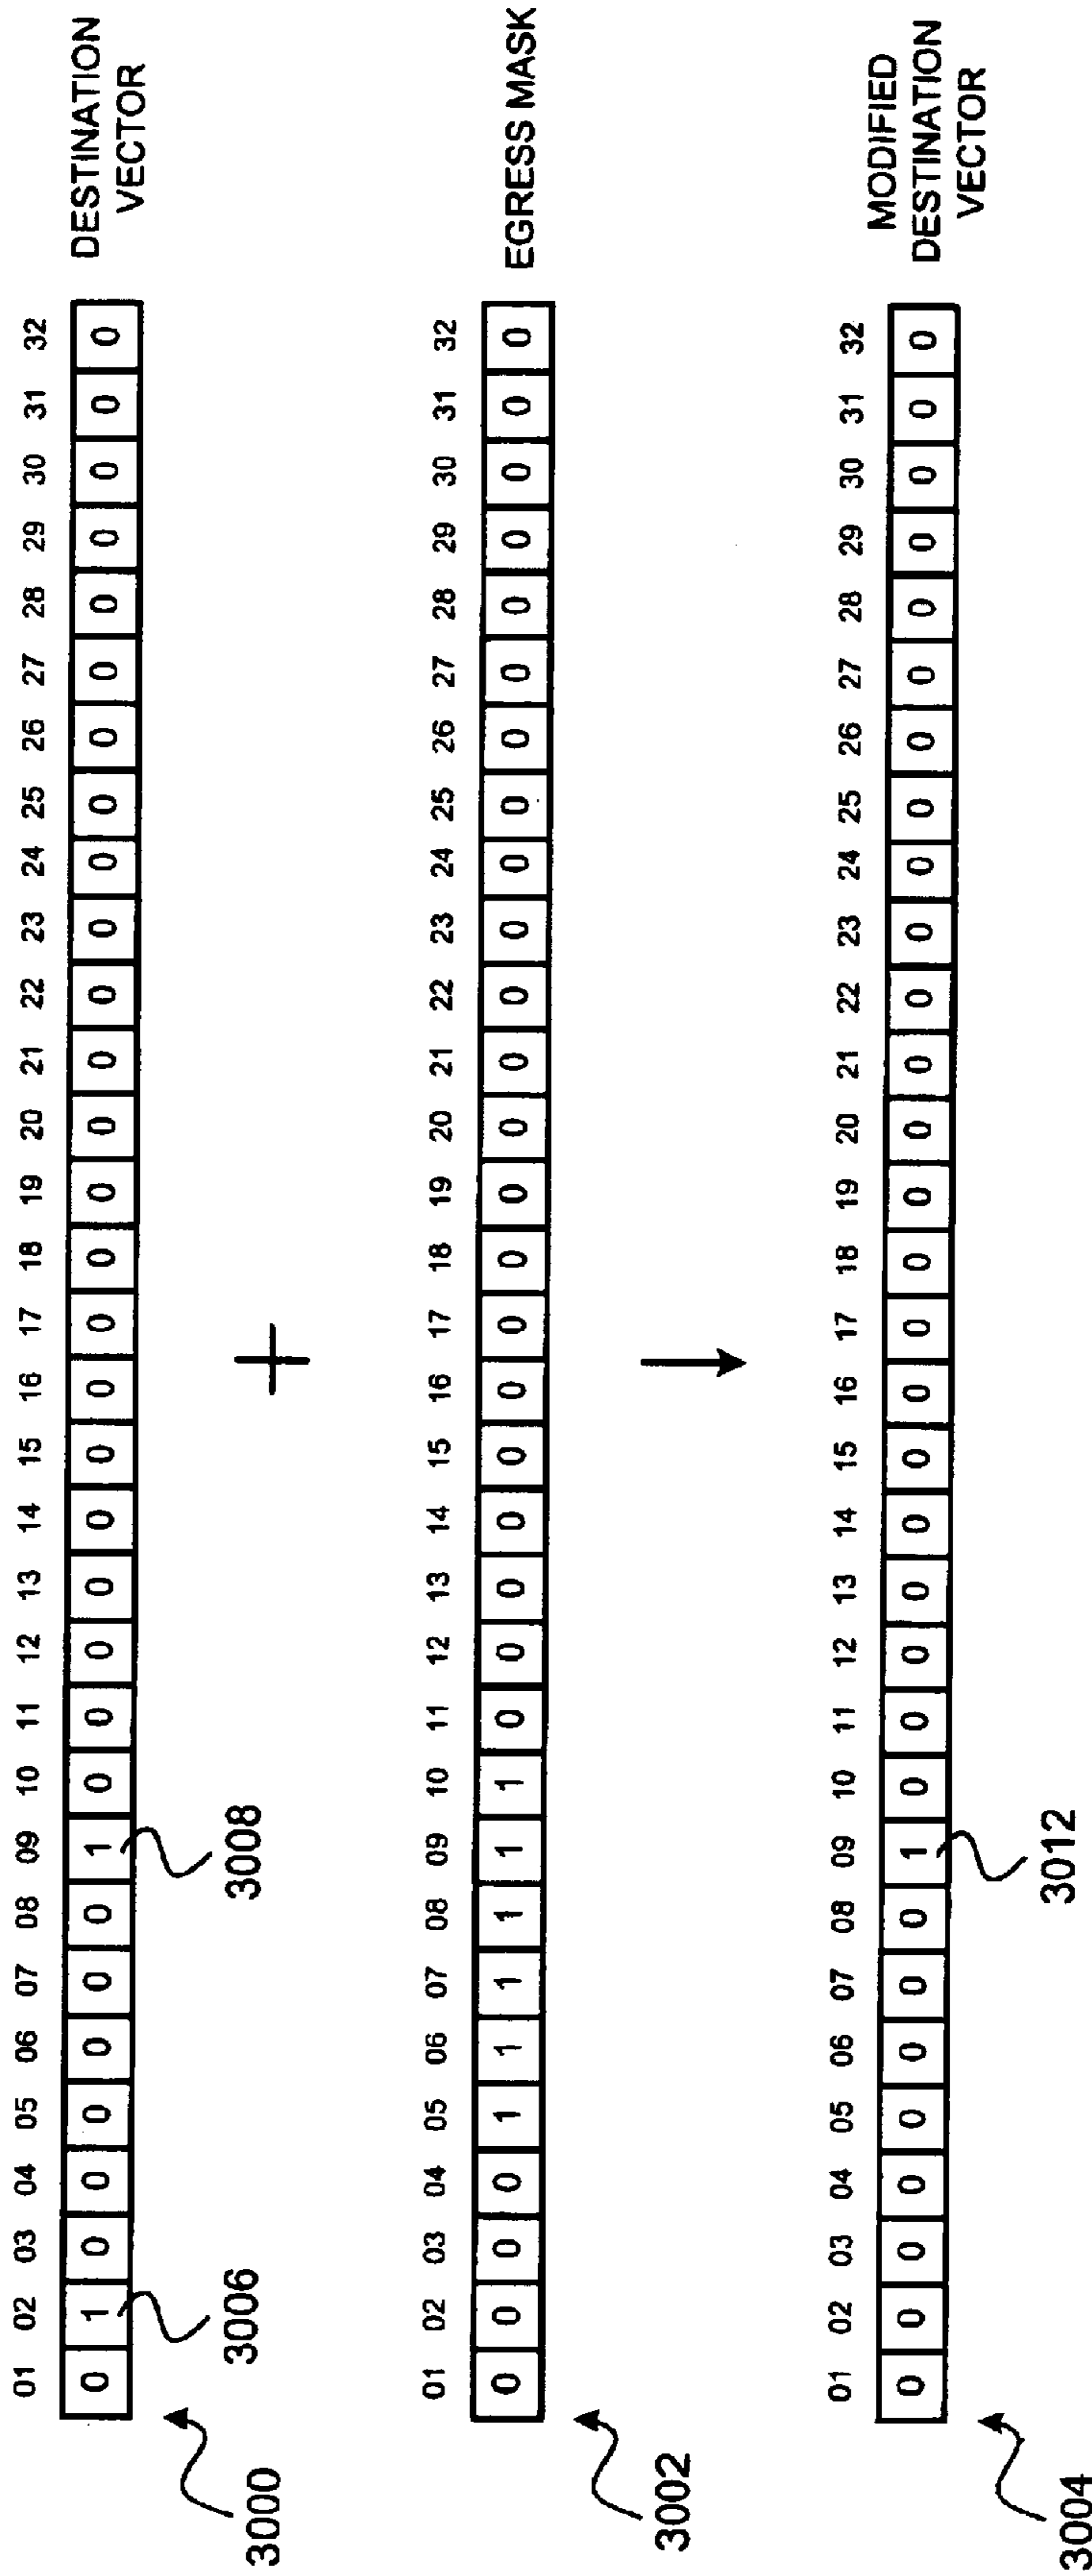 01 02 03 04 05 06 07 08 09 10 11 12 13 14 15 16 17 18 19 20 21 22 23 24 25 26 27 28 29 30 31 32
0 1 0 0 0 0 0 0 1 0 0 0 0 0 0 0 0 0 0 0 0 0 0 0 0 0 0 0 0 0 0 0
DESTINATION
VECTOR
3000
3006
3008
+
01 02 03 04 05 06 07 08 09 10 11 12 13 14 15 16 17 18 19 20 21 22 23 24 25 26 27 28 29 30 31 32
0 0 0 0 1 1 1 1 1 1 0 0 0 0 0 0 0 0 0 0 0 0 0 0 0 0 0 0 0 0 0 0
EGRESS MASK
3002
01 02 03 04 05 06 07 08 09 10 11 12 13 14 15 16 17 18 19 20 21 22 23 24 25 26 27 28 29 30 31 32
0 0 0 0 0 0 0 0 1 0 0 0 0 0 0 0 0 0 0 0 0 0 0 0 0 0 0 0 0 0 0 0
MODIFIED
DESTINATION
VECTOR
3004
3012